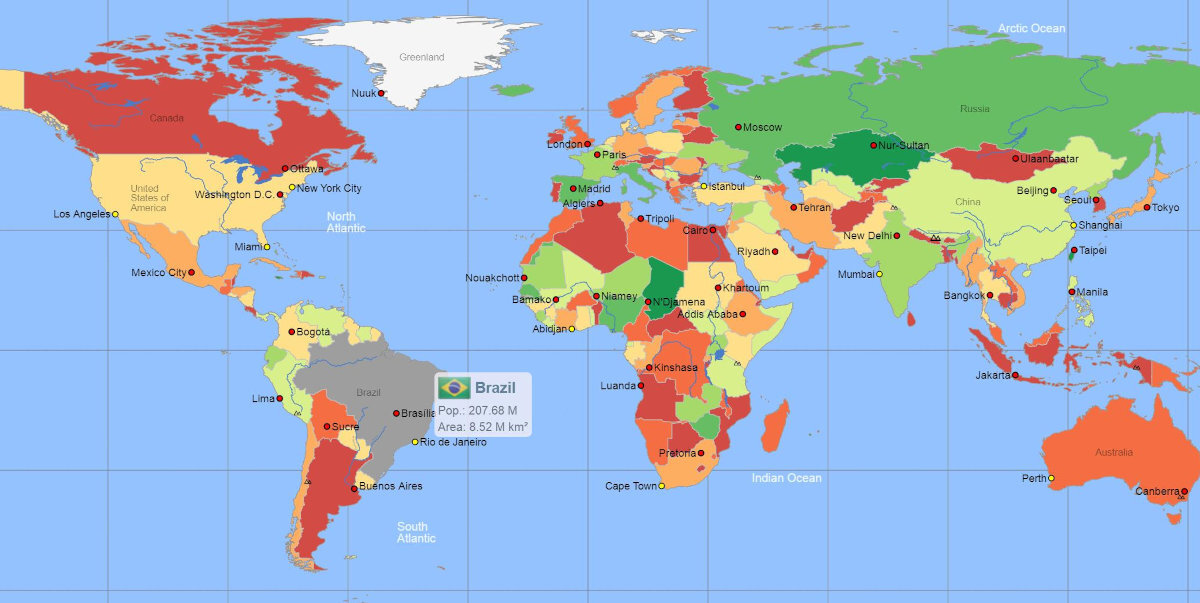 Arctic Ocean
Greenland
Nuuk
Russia
Canada
Moscow
London
Nur-Sultan
Paris
Ulaanbaatar
Ottawa
United
States of
America
New York City
Washington D.C.
Madrid
Istanbul
Beijing
Seoul
China
Algiers
Tehran
Tokyo
Los Angeles
North
Atlantic
Tripoli
Cairo
Shanghai
New Delhi
Miami
Riyadh
Taipei
Mexico City
Nouakchott
Mumbai
Khartoum
Bamako
Niamey
N'Djamena
Manila
Bangkok
Addis Ababa
Bogotá
Abidjan
Kinshasa
Jakarta
Luanda
Brazil
Brazil
Pop.: 207.68 M
Area: 8.52 M km²
Lima
Brasília
Sucre
Rio de Janeiro
Pretoria
Australia
Indian Ocean
Perth
Cape Town
Buenos Aires
Canberra
South
Atlantic